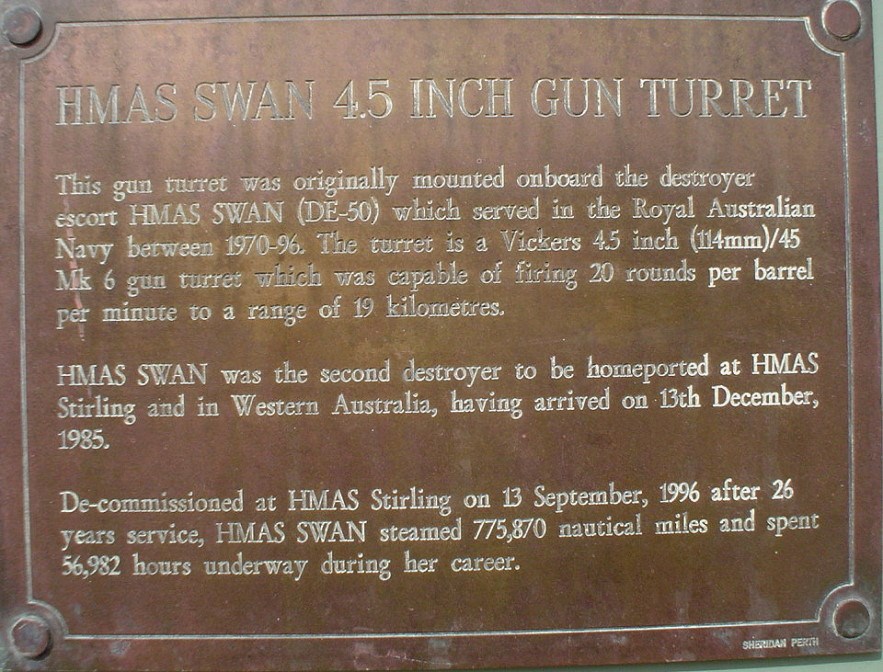 HMAS SWAN 4.5 INCH GUN TURRET
This gun turret was originally mounted onboard the destroyer
escort HMAS SWAN (DE-50) which served in the Royal Australian
Navy between 1970-96. The turret is a Vickers 4.5 inch (114mm)/45
Mk 6 gun turret which was capable of firing 20 rounds per barrel
per minute to a range of 19 kilometres.
HMAS SWAN was the second destroyer to be homeported at HMAS
Stirling and in Western Australia, having arrived on 13th December,
1985.
De-commissioned at HMAS Stirling on 13 September, 1996 after 26
years service, HMAS SWAN steamed 775,870 nautical miles and spent
56,982 hours underway during her career.
SHERIDAN PERTH